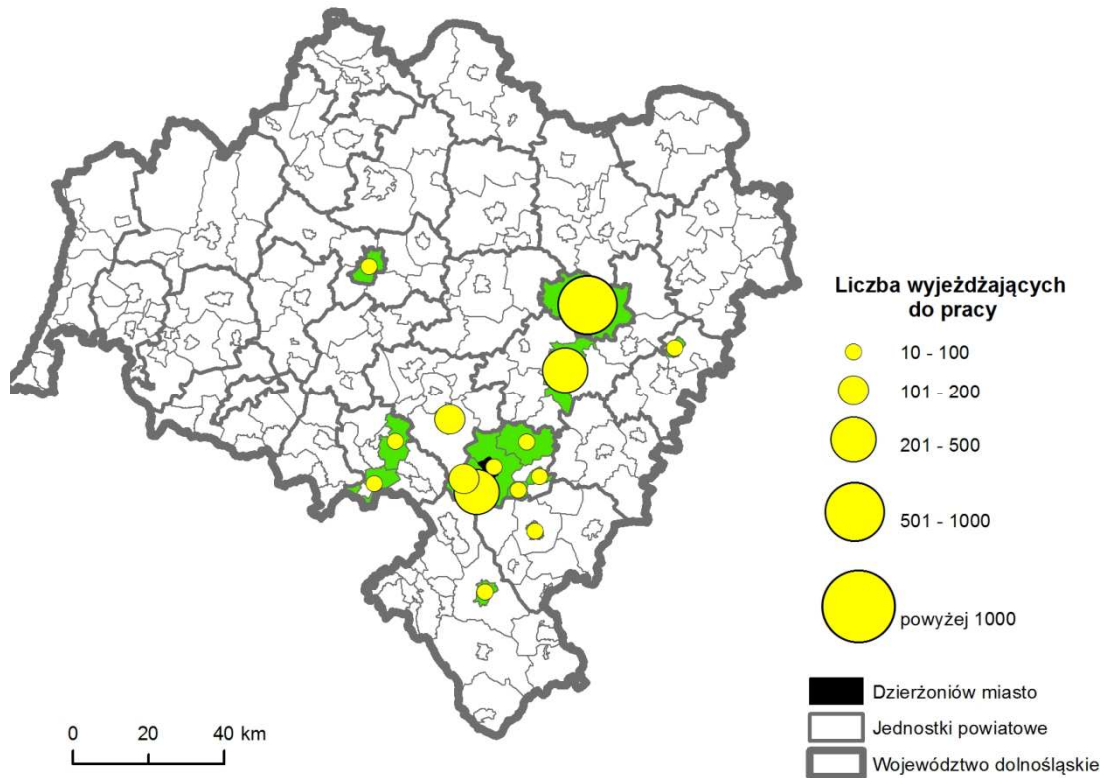 Liczba wyjeżdżających
do pracy
10 - 100
101 - 200
201 - 500
501 - 1000
powyżej 1000
Dzierżoniów miasto
Jednostki powiatowe
Województwo dolnośląskie
0 20 40 km